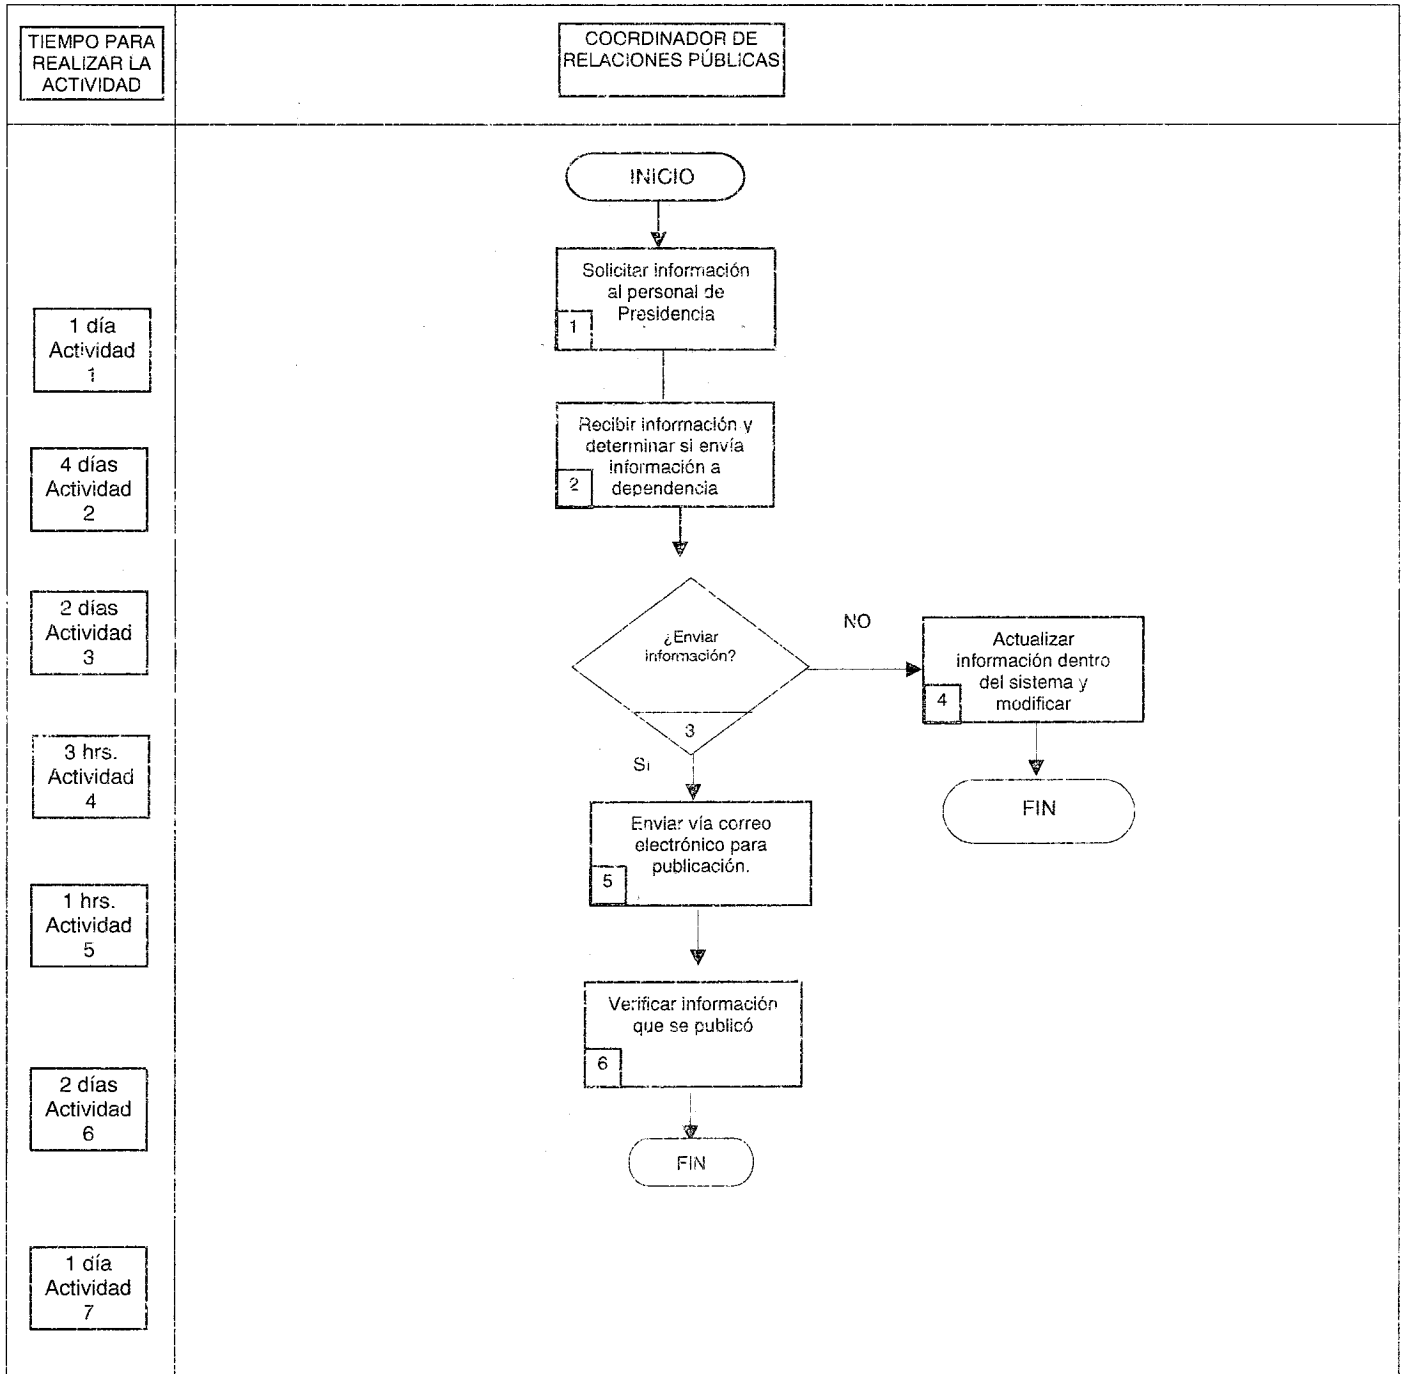 TIEMPO PARA
REALIZAR LA
ACTIVIDAD
COORDINADOR DE
RELACIONES PÚBLICAS
INICIO
Solicitar información
al personal de
Presidencia
1
1 día
Actividad
1
Recibir información y
determinar si envía
información a
dependencia
2
4 días
Actividad
2
2 días
Actividad
3
¿Enviar
información?
3
NO
Actualizar
información dentro
del sistema y
modificar
4
FIN
3 hrs.
Actividad
4
Si
Enviar vía correo
electrónico para
publicación.
5
1 hrs.
Actividad
5
Verificar información
que se publicó
6
2 días
Actividad
6
FIN
1 día
Actividad
7